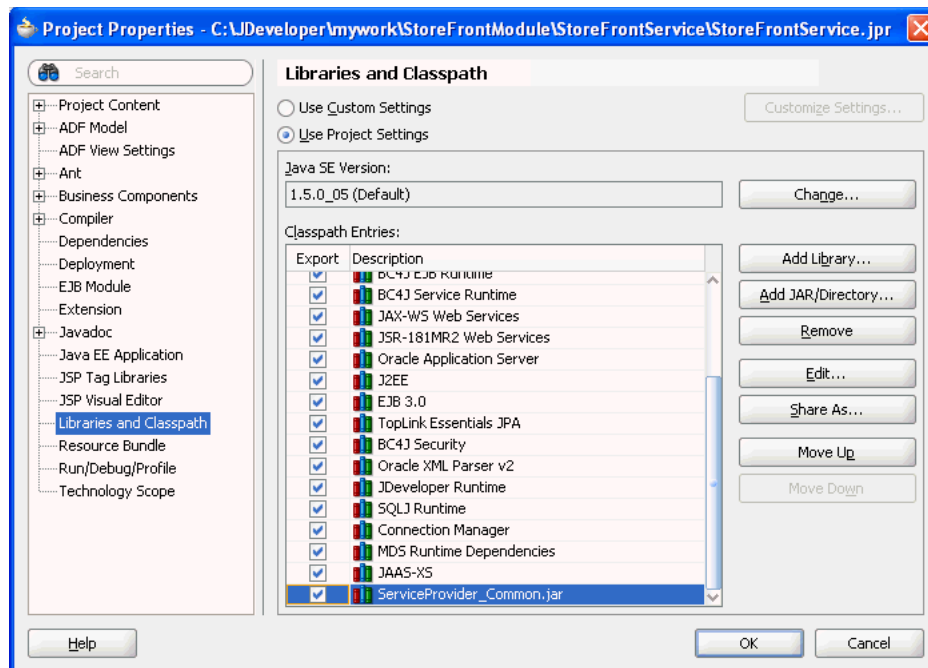 Project Properties - C:\JDeveloper\mywork\StoreFrontModule\StoreFrontService\StoreFrontService.jpr
Search
Project Content
ADF Model
ADF View Settings
Ant
Business Components
Compiler
Dependencies
Deployment
EJB Module
Extension
Javadoc
Java EE Application
JSP Tag Libraries
JSP Visual Editor
Libraries and Classpath
Resource Bundle
Run/Debug/Profile
Technology Scope
Libraries and Classpath
Use Custom Settings
Customize Settings...
Use Project Settings
Java SE Version:
1.5.0_05 (Default)
Change...
Classpath Entries:
Export Description
BC4J EJB Runtime
BC4J Service Runtime
JAX-WS Web Services
JSR-181MR2 Web Services
Oracle Application Server
J2EE
EJB 3.0
TopLink Essentials JPA
BC4J Security
Oracle XML Parser v2
JDeveloper Runtime
SQLJ Runtime
Connection Manager
MDS Runtime Dependencies
JAAS-XS
ServiceProvider_Common.jar
Add Library...
Add JAR/Directory...
Remove
Edit...
Share As...
Move Up
Move Down
Help
OK
Cancel